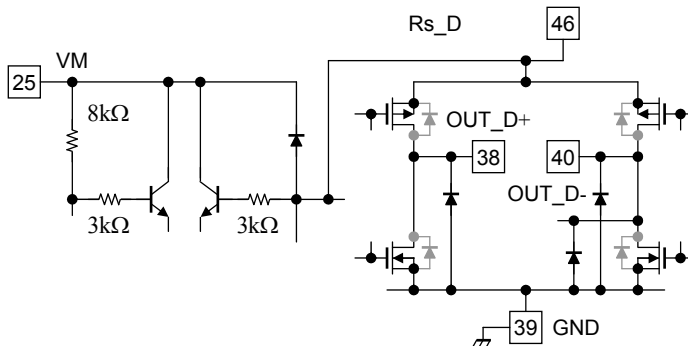 Rs_D
46
VM
25
8kΩ
OUT_D+
38
40
OUT_D-
3kΩ
3kΩ
39
GND